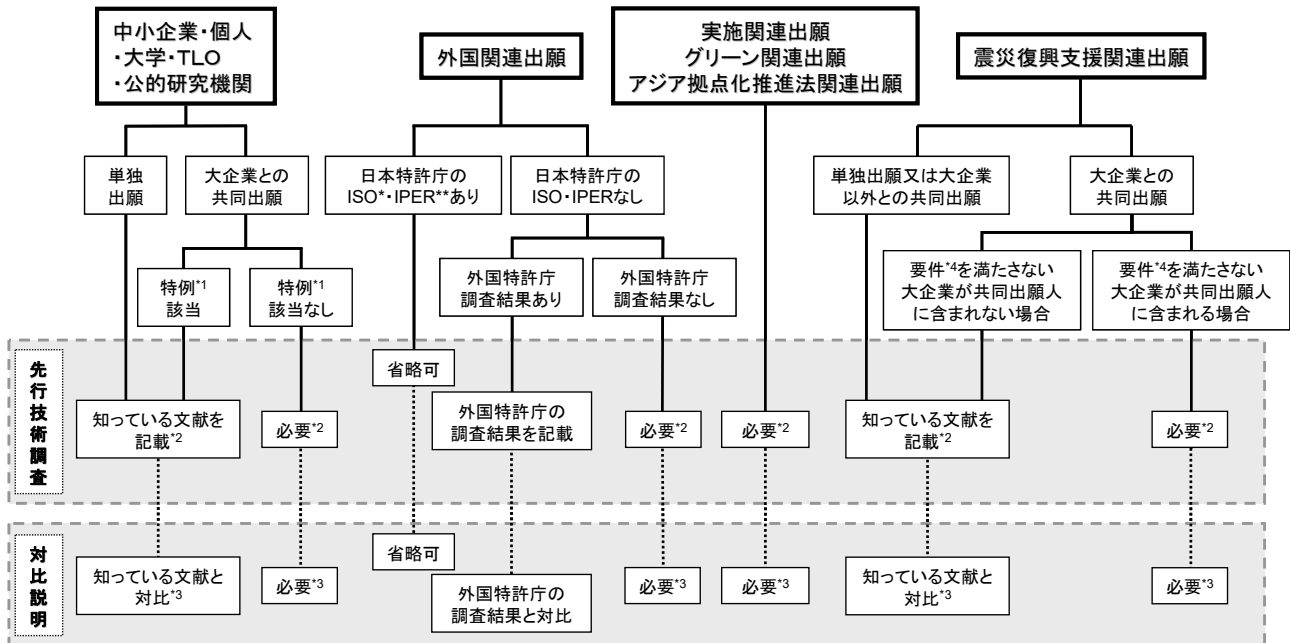 中小企業・個人
・大学・TLO
・公的研究機関
外国関連出願
実施関連出願
グリーン関連出願
アジア拠点化推進法関連出願
震災復興支援関連出願
単独
出願
大企業との
共同出願
日本特許庁の
ISO*・IPER**あり
日本特許庁の
ISO・IPERなし
単独出願又は大企業
以外との共同出願
大企業との
共同出願
特例*1
該当
特例*1
該当なし
外国特許庁
調査結果あり
外国特許庁
調査結果なし
要件*4を満たさない
大企業が共同出願人
に含まれない場合
要件*4を満たさない
大企業が共同出願人
に含まれる場合
先行技術調査
知っている文献を
記載*2
必要*2
省略可
外国特許庁の
調査結果を記載
必要*2
必要*2
知っている文献を
記載*2
必要*2
対比説明
知っている文献と
対比*3
必要*3
省略可
外国特許庁の
調査結果と対比
必要*3
必要*3
知っている文献と
対比*3
必要*3